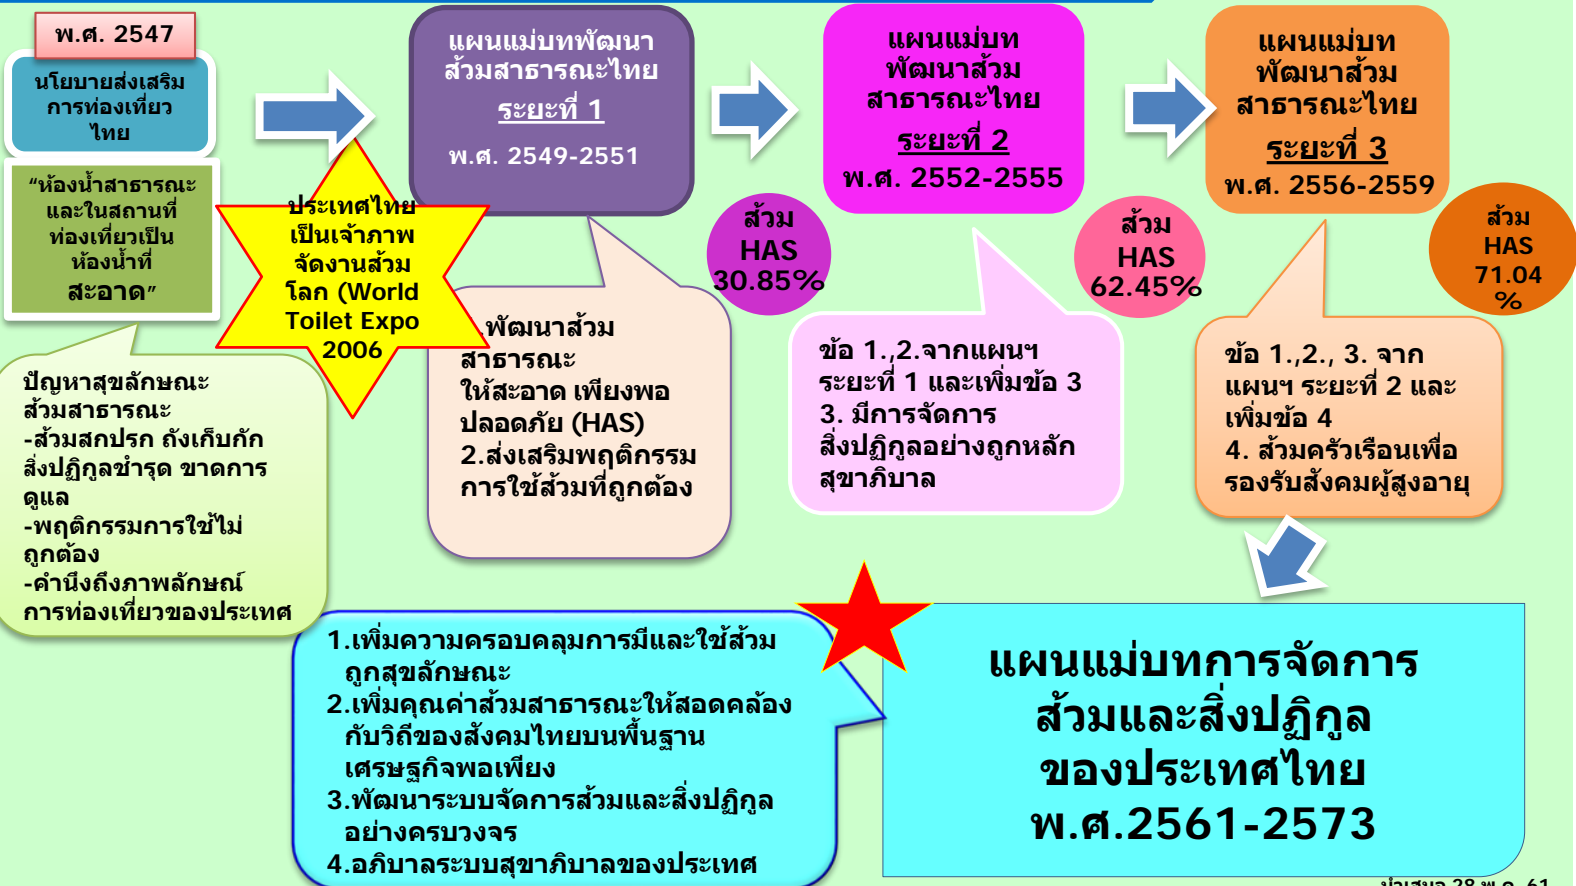 พ.ศ. 2547
นโยบายส่งเสริม
การท่องเที่ยว
ไทย
“ห้องน้ำสาธารณะ
และในสถานที่
ท่องเที่ยวเป็น
ห้องน้ำที่
สะอาด”
ปัญหาสุขลักษณะ
ส้วมสาธารณะ
-ส้วมสกปรก ถังเก็บกัก
สิ่งปฏิกูลชำรุด ขาดการ
ดูแล
-พฤติกรรมการใช้ไม่
ถูกต้อง
-คำนึงถึงภาพลักษณ์
การท่องเที่ยวของประเทศ
ประเทศไทย
เป็นเจ้าภาพ
จัดงานส้วม
โลก (World
Toilet Expo
2006
แผนแม่บทพัฒนา
ส้วมสาธารณะไทย
ระยะที่ 1
พ.ศ. 2549-2551
.พัฒนาส้วม
สาธารณะ
ให้สะอาด เพียงพอ
ปลอดภัย (HAS)
2.ส่งเสริมพฤติกรรม
การใช้ส้วมที่ถูกต้อง
ส้วม
HAS
30.85%
แผนแม่บท
พัฒนาส้วม
สาธารณะไทย
ระยะที่ 2
พ.ศ. 2552-2555
ข้อ 1.,2.จากแผนฯ
ระยะที่ 1 และเพิ่มข้อ 3
3. มีการจัดการ
สิ่งปฏิกูลอย่างถูกหลัก
สุขาภิบาล
ส้วม
HAS
62.45%
แผนแม่บท
พัฒนาส้วม
สาธารณะไทย
ระยะที่ 3
พ.ศ. 2556-2559
ข้อ 1.,2., 3. จาก
แผนฯ ระยะที่ 2 และ
เพิ่มข้อ 4
4. ส้วมครัวเรือนเพื่อ
รองรับสังคมผู้สูงอายุ
ส้วม
HAS
71.04
%
1.เพิ่มความครอบคลุมการมีและใช้ส้วม
ถูกสุขลักษณะ
2.เพิ่มคุณค่าส้วมสาธารณะให้สอดคล้อง
กับวิถีของสังคมไทยบนพื้นฐาน
เศรษฐกิจพอเพียง
3.พัฒนาระบบจัดการส้วมและสิ่งปฏิกูล
อย่างครบวงจร
4.อภิบาลระบบสุขาภิบาลของประเทศ
แผนแม่บทการจัดการ
ส้วมและสิ่งปฏิกูล
ของประเทศไทย
พ.ศ.2561-2573